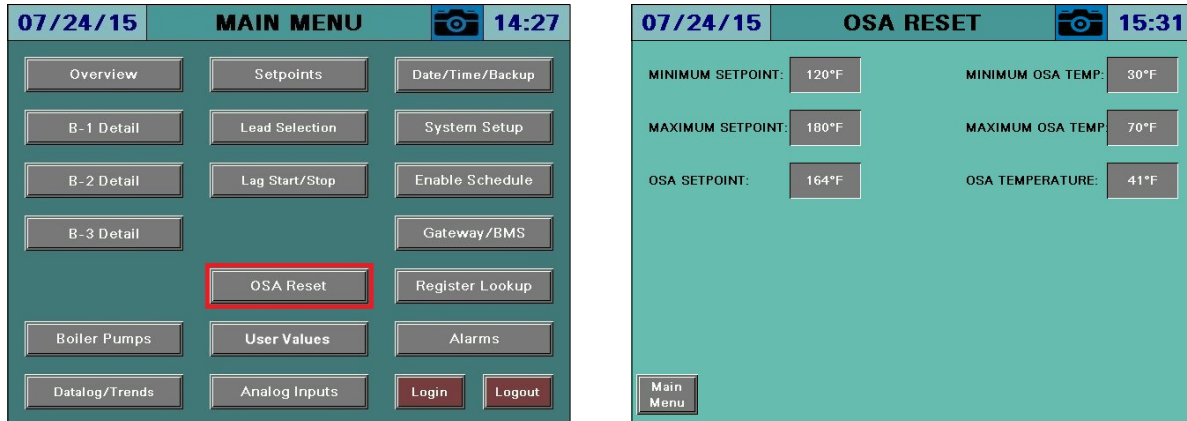 07/24/15 MAIN MENU 14:27
Overview Setpoints Date/Time/Backup
B-1 Detail Lead Selection System Setup
B-2 Detail Lag Start/Stop Enable Schedule
B-3 Detail Gateway/BMS
OSA Reset Register Lookup
Boiler Pumps User Values Alarms
Datalog/Trends Analog Inputs Login Logout
07/24/15 OSA RESET 15:31
MINIMUM SETPOINT: 120°F MINIMUM OSA TEMP: 30°F
MAXIMUM SETPOINT: 180°F MAXIMUM OSA TEMP: 70°F
OSA SETPOINT: 164°F OSA TEMPERATURE: 41°F
Main
Menu